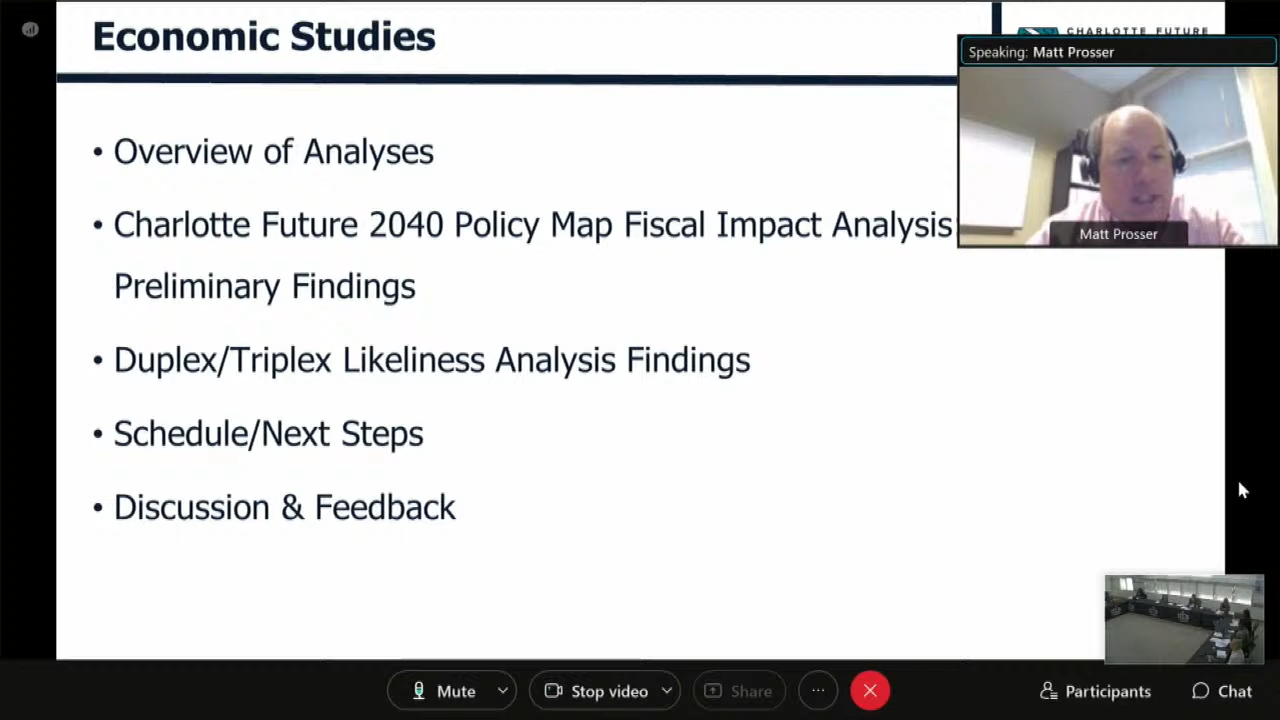 Economic Studies
CHARLOTTE FUTURE
Speaking: Matt Prosser
• Overview of Analyses
• Charlotte Future 2040 Policy Map Fiscal Impact Analysis
Preliminary Findings
Matt Prosser
• Duplex/Triplex Likeliness Analysis Findings
• Schedule/Next Steps
• Discussion & Feedback
Mute
Stop video
Share
Participants
Chat